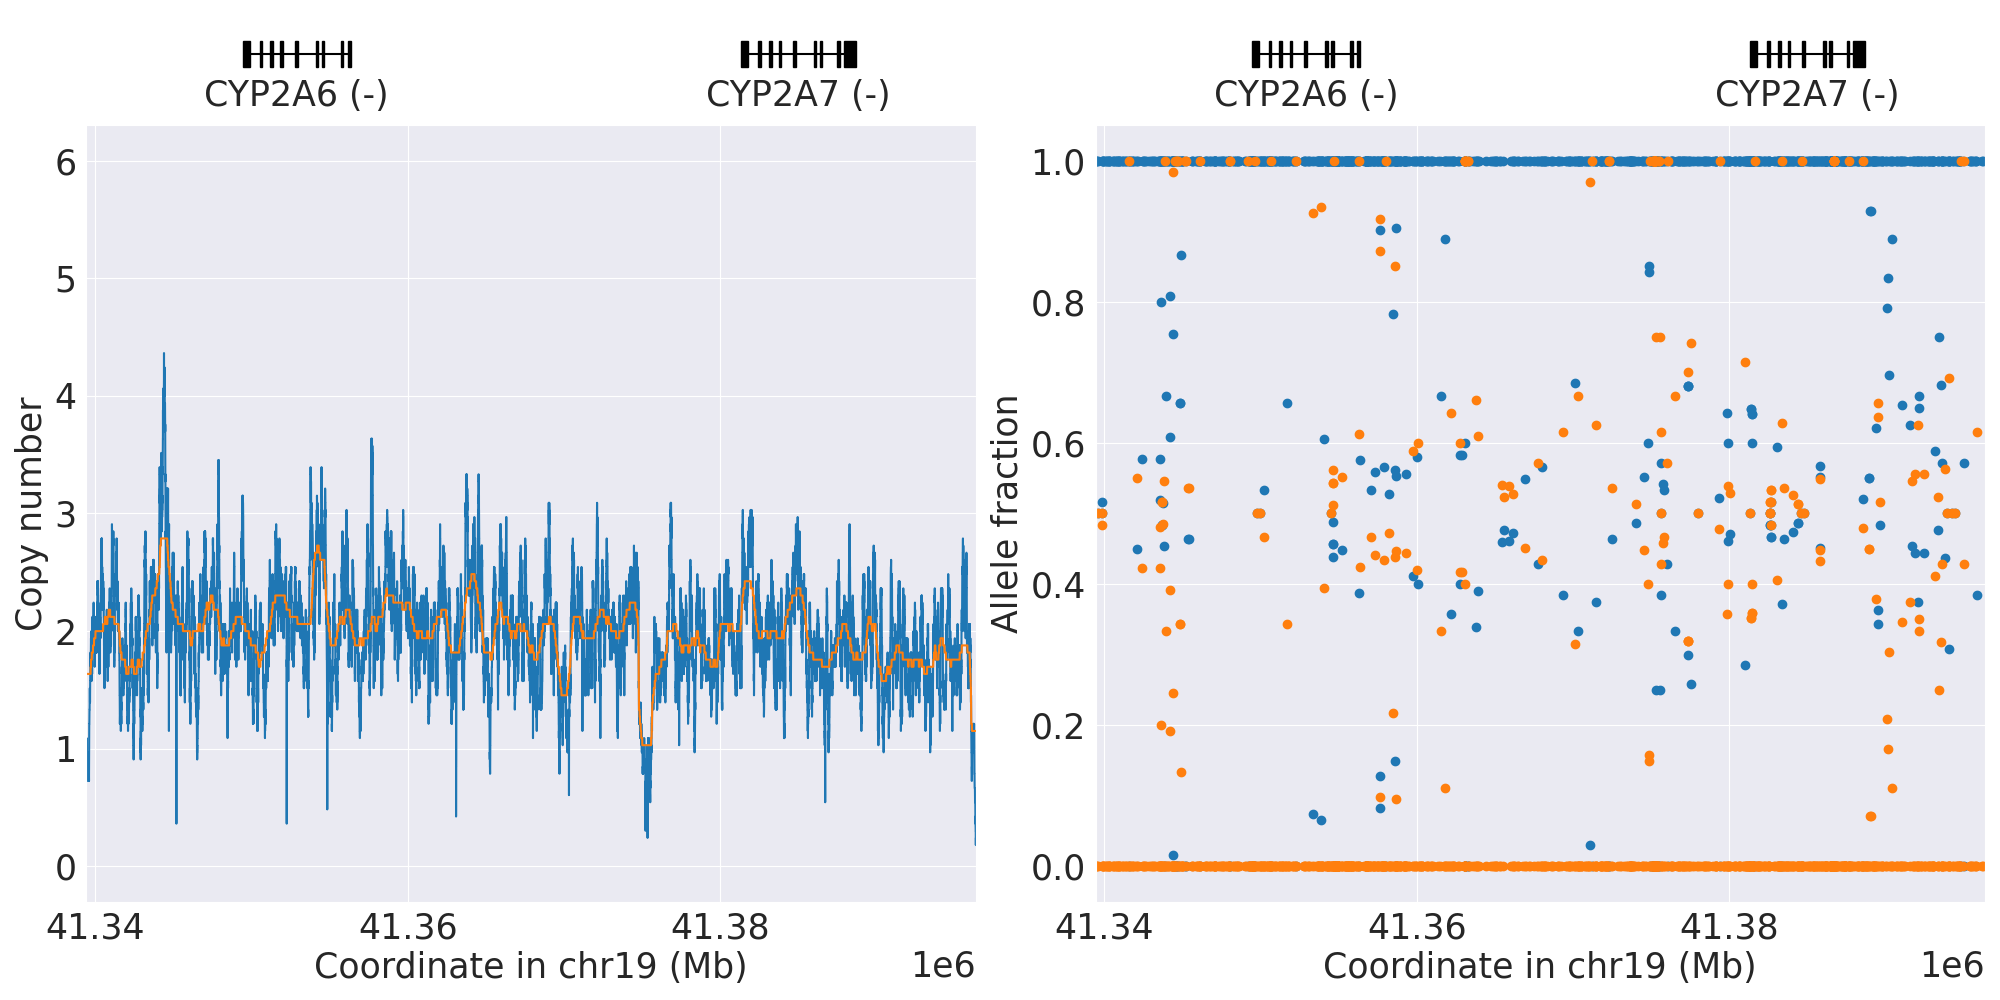 CYP2A6 (-)
CYP2A7 (-)
6
5
4
3
2
1
0
Copy number
41.34
41.36
41.38
Coordinate in chr19 (Mb)
1e6
CYP2A6 (-)
CYP2A7 (-)
1.0
0.8
0.6
0.4
0.2
0.0
Allele fraction
41.34
41.36
41.38
Coordinate in chr19 (Mb)
1e6